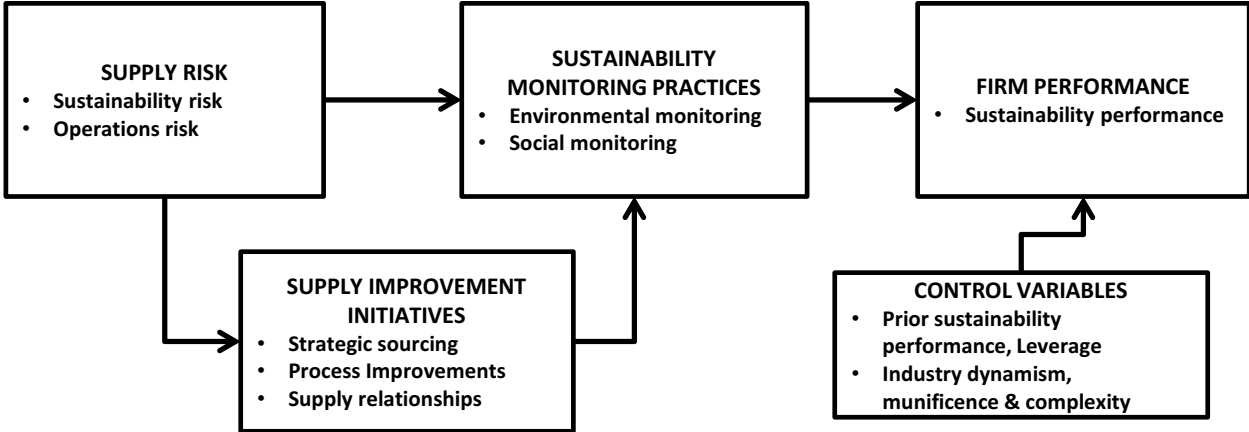 SUPPLY RISK
• Sustainability risk
• Operations risk
SUSTAINABILITY
MONITORING PRACTICES
• Environmental monitoring
• Social monitoring
FIRM PERFORMANCE
• Sustainability performance
SUPPLY IMPROVEMENT
INITIATIVES
• Strategic sourcing
• Process Improvements
• Supply relationships
CONTROL VARIABLES
• Prior sustainability
performance, Leverage
• Industry dynamism,
munificence & complexity